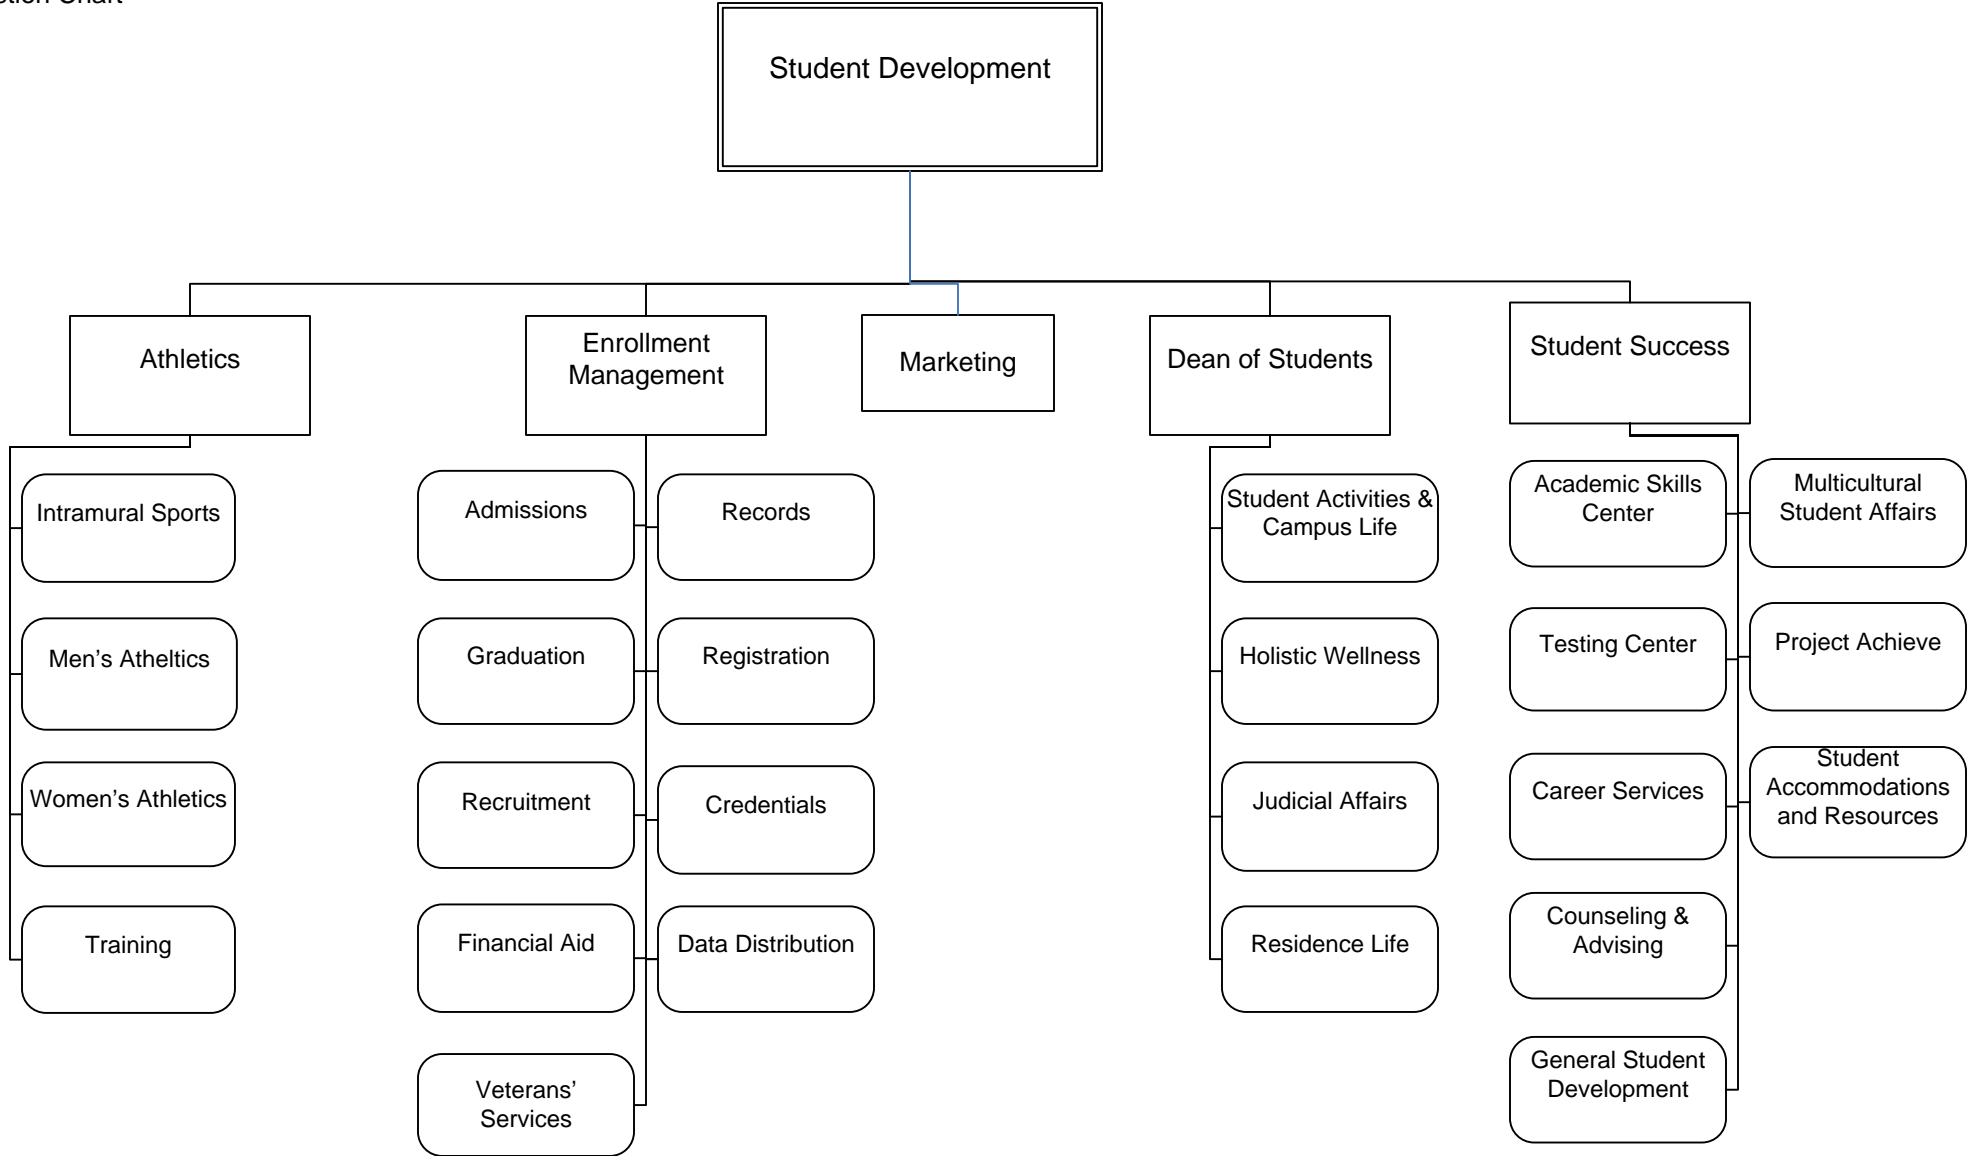 Student Development
Athletics
Enrollment
Management
Marketing
Dean of Students
Student Success
Intramural Sports
Men’s Atheltics
Women’s Athletics
Training
Admissions
Records
Graduation
Registration
Recruitment
Credentials
Financial Aid
Data Distribution
Veterans’
Services
Student Activities &
Campus Life
Holistic Wellness
Judicial Affairs
Residence Life
Academic Skills
Center
Multicultural
Student Affairs
Testing Center
Project Achieve
Career Services
Student
Accommodations
and Resources
Counseling &
Advising
General Student
Development